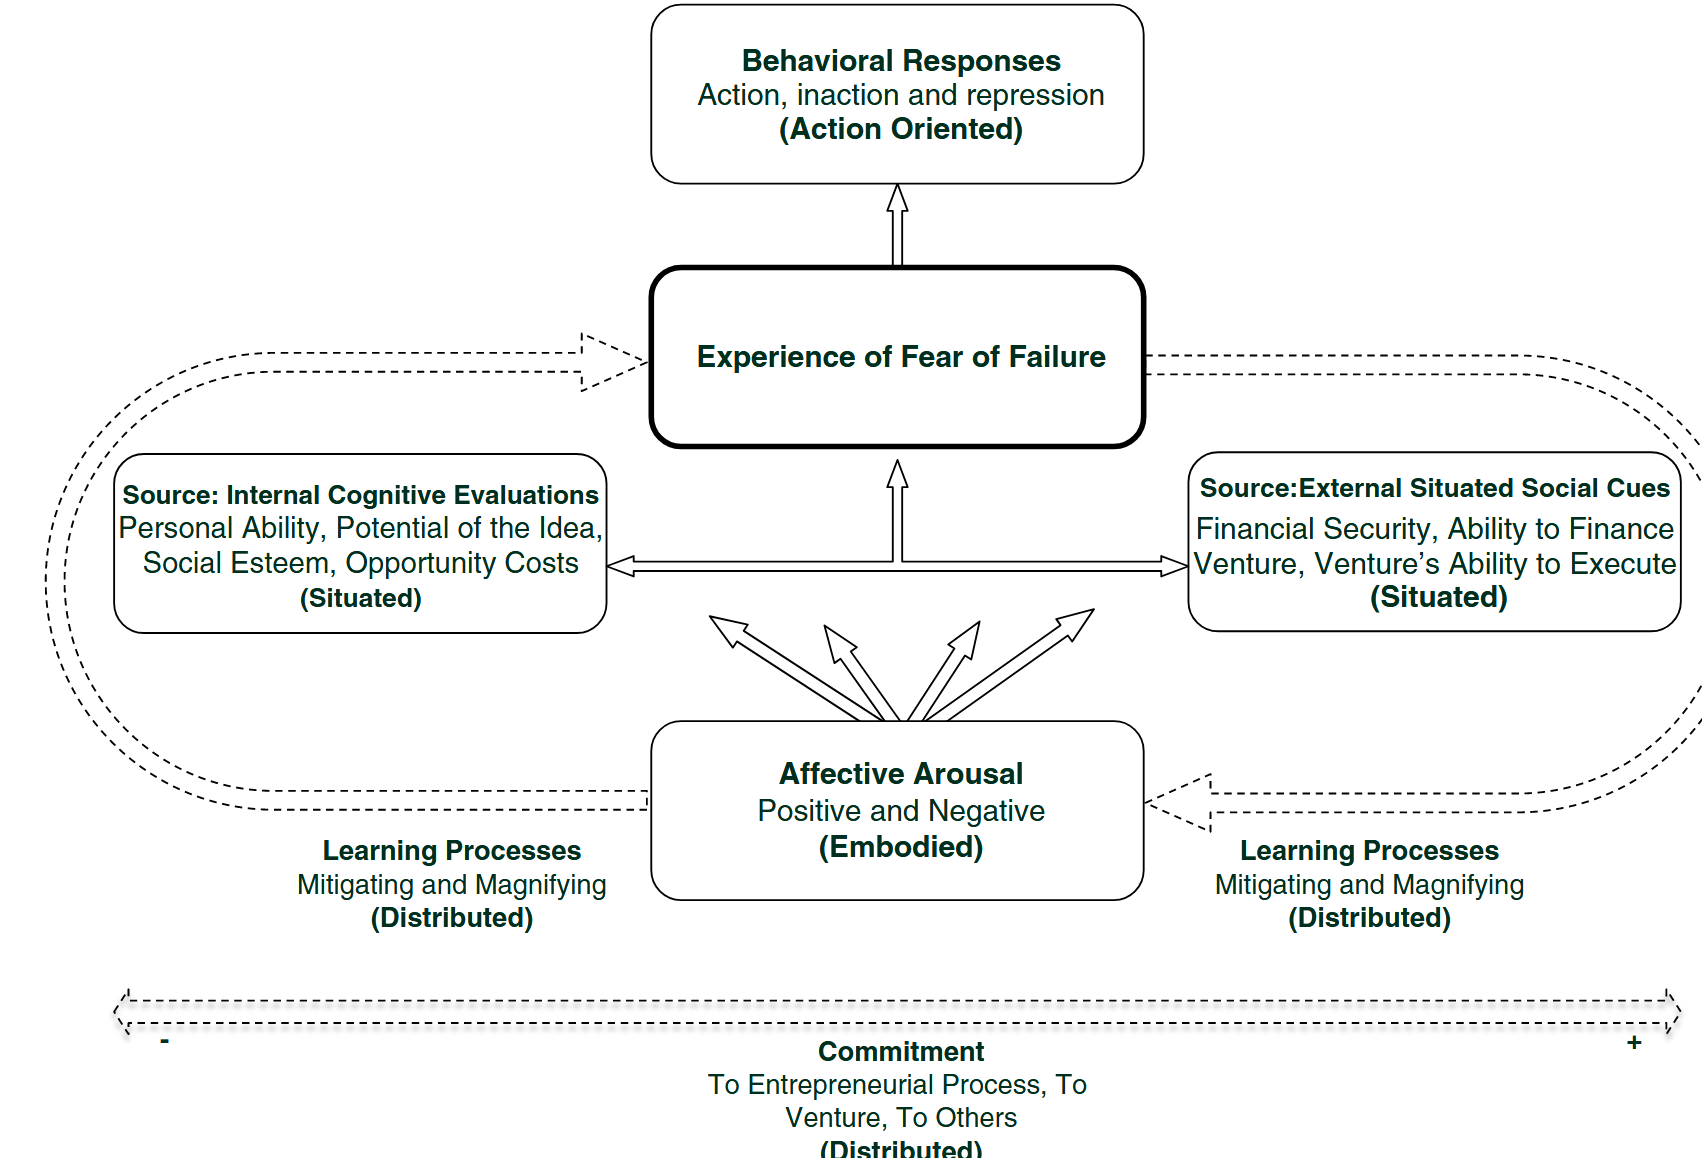 Behavioral Responses
Action, inaction and repression
(Action Oriented)
Experience of Fear of Failure
Source: Internal Cognitive Evaluations
Personal Ability, Potential of the Idea,
Social Esteem, Opportunity Costs
(Situated)
Source:External Situated Social Cues
Financial Security, Ability to Finance
Venture, Venture’s Ability to Execute
(Situated)
Affective Arousal
Positive and Negative
(Embodied)
Learning Processes
Mitigating and Magnifying
(Distributed)
Learning Processes
Mitigating and Magnifying
(Distributed)
-
+
Commitment
To Entrepreneurial Process, To
Venture, To Others
(Distributed)